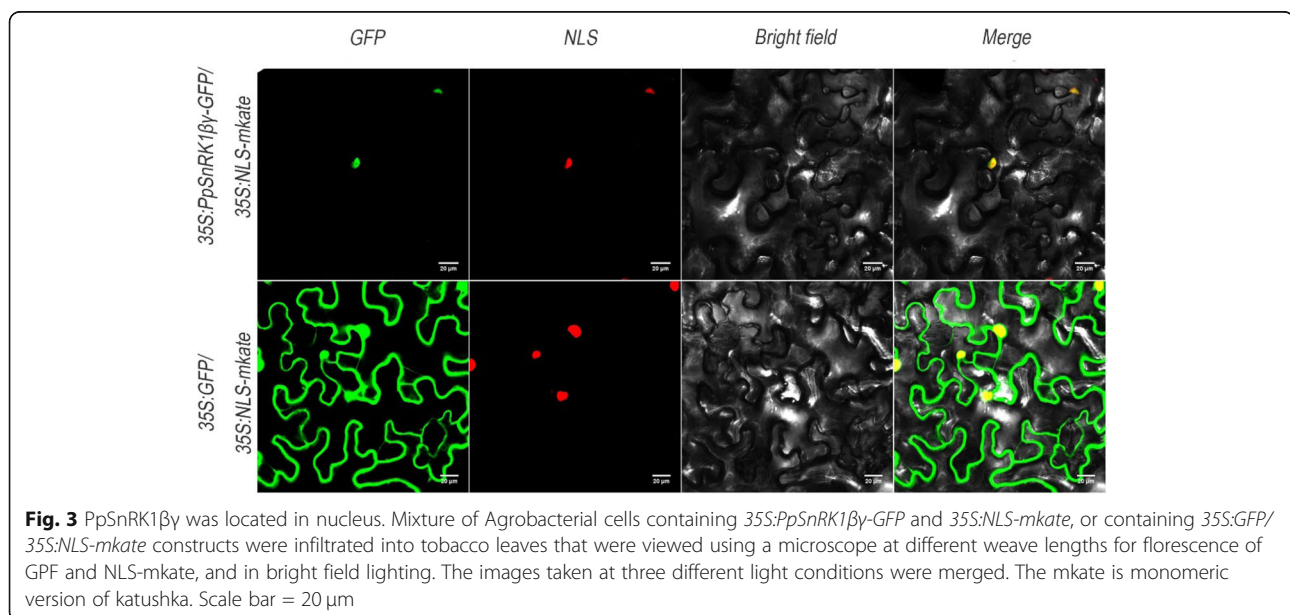 GFP NLS Bright field Merge
35S:PpSnRK1βγ-GFP/
35S:NLS-mkate
20 µm 20 µm 20 µm 20 µm
35S:GFP/
35S:NLS-mkate
20 µm 20 µm 20 µm 20 µm
Fig. 3 PpSnRK1βγ was located in nucleus. Mixture of Agrobacterial cells containing 35S:PpSnRK1βγ-GFP and 35S:NLS-mkate, or containing 35S:GFP/
35S:NLS-mkate constructs were infiltrated into tobacco leaves that were viewed using a microscope at different weave lengths for florescence of
GPF and NLS-mkate, and in bright field lighting. The images taken at three different light conditions were merged. The mkate is monomeric
version of katushka. Scale bar = 20 µm